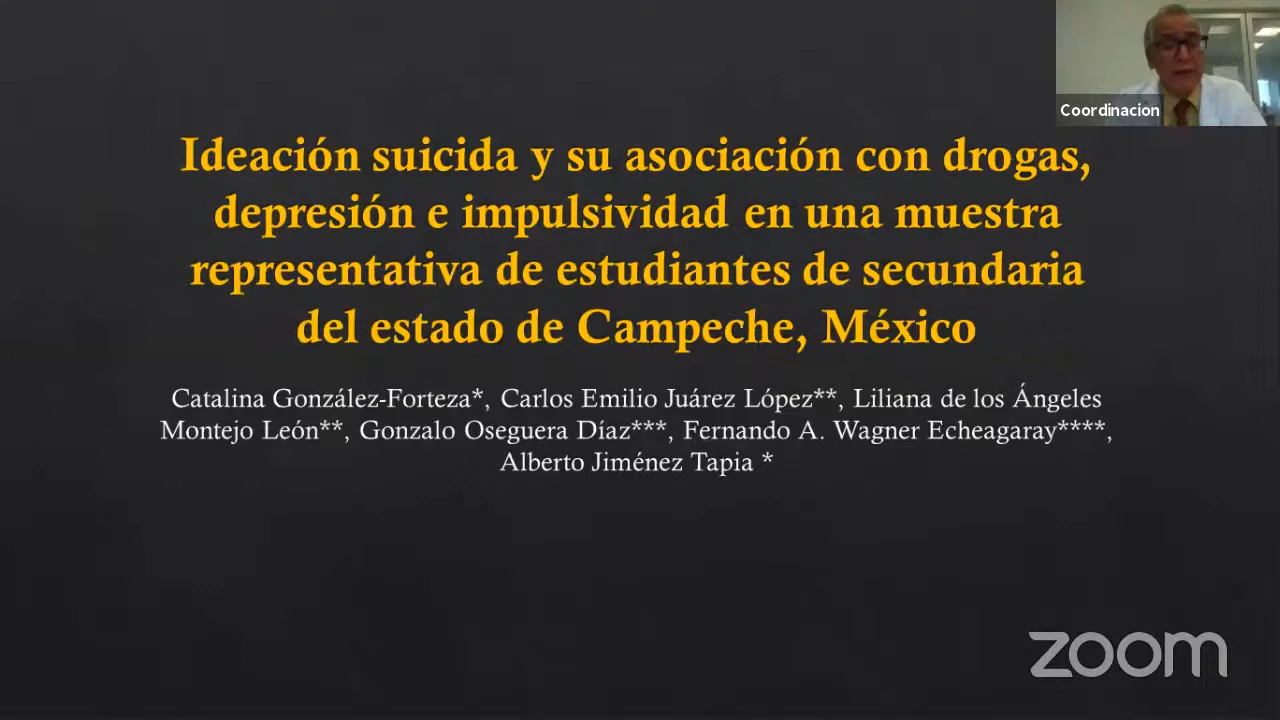 Coordinacion
Ideación suicida y su asociación con drogas,
depresión e impulsividad en una muestra
representativa de estudiantes de secundaria
del estado de Campeche, México
Catalina González-Forteza*, Carlos Emilio Juárez López**, Liliana de los Ángeles
Montejo León**, Gonzalo Oseguera Díaz***, Fernando A. Wagner Echeagaray****,
Alberto Jiménez Tapia *
zoom